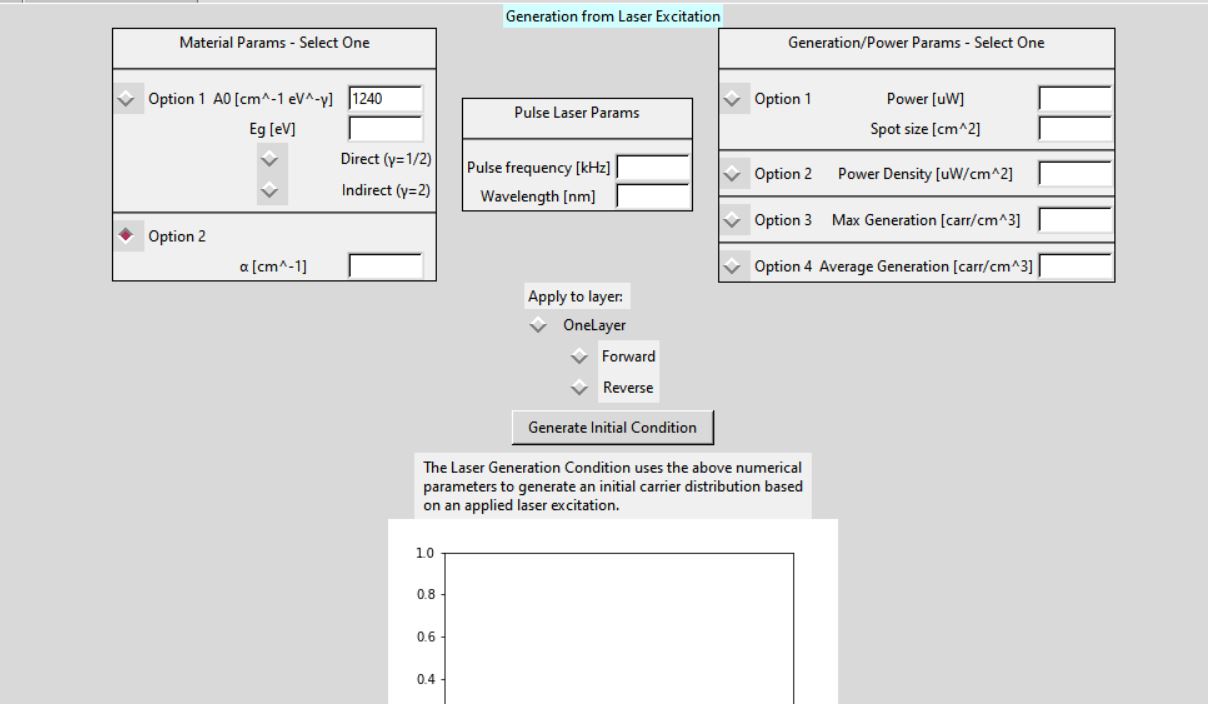 Generation from Laser Excitation
Material Params - Select One
Option 1 A0 [cm^-1 eV^-γ] 1240
Eg [eV]
Direct (γ=1/2)
Indirect (γ=2)
Option 2
α [cm^-1]
Pulse Laser Params
Pulse frequency [kHz]
Wavelength [nm]
Generation/Power Params - Select One
Option 1 Power [uW]
Spot size [cm^2]
Option 2 Power Density [uW/cm^2]
Option 3 Max Generation [carr/cm^3]
Option 4 Average Generation [carr/cm^3]
Apply to layer:
OneLayer
Forward
Reverse
Generate Initial Condition
The Laser Generation Condition uses the above numerical
parameters to generate an initial carrier distribution based
on an applied laser excitation.
1.0
0.8
0.6
0.4